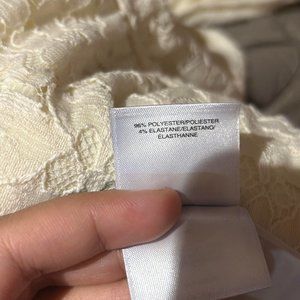 96% POLYESTER/POLIESTER
4% ELASTANE/ELASTANO/
ELASTHANNE